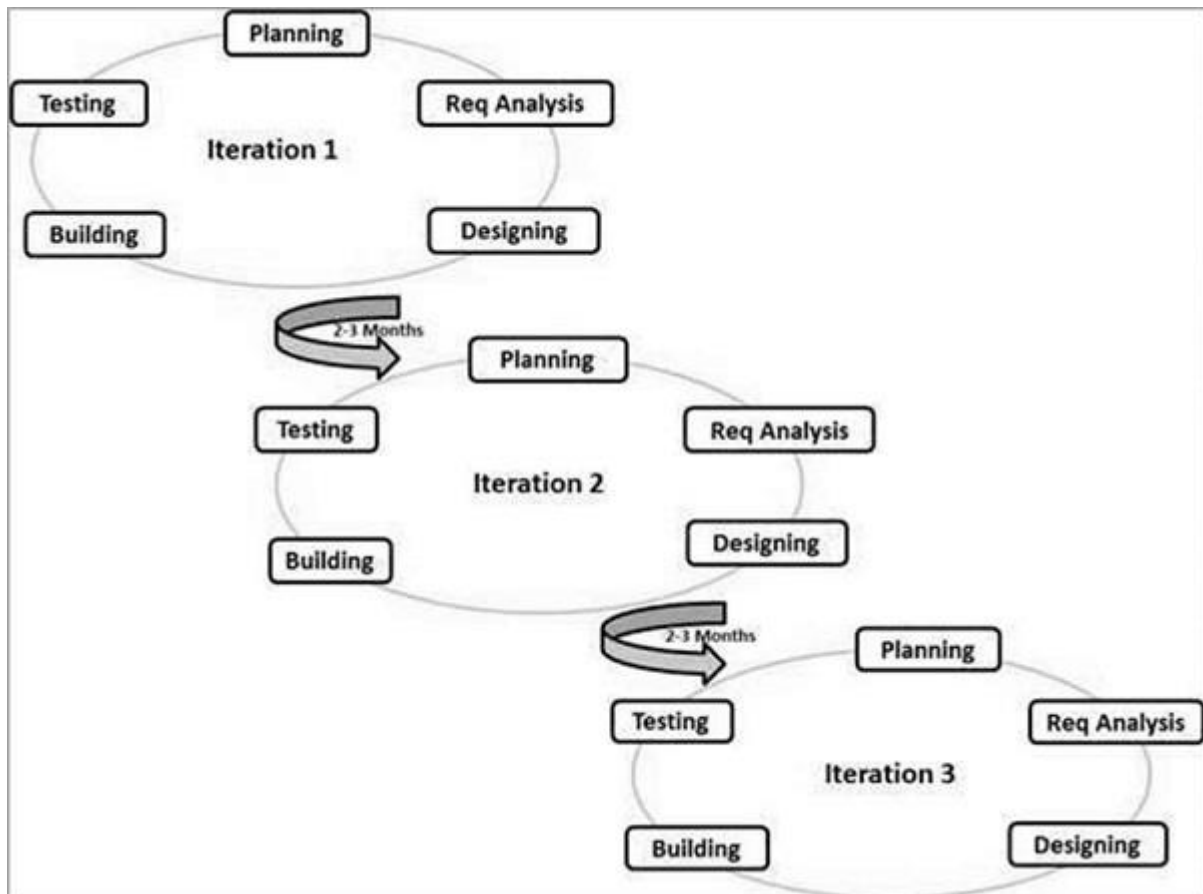 Planning
Testing
Req Analysis
Iteration 1
Building
Designing
2-3 Months
Planning
Testing
Req Analysis
Iteration 2
Building
Designing
2-3 Months
Planning
Testing
Req Analysis
Iteration 3
Building
Designing